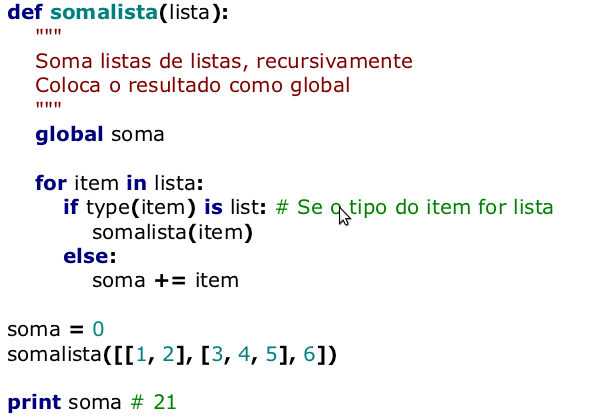 def somalista(lista):
    """
    Soma listas de listas, recursivamente
    Coloca o resultado como global
    """
    global soma

    for item in lista:
        if type(item) is list: # Se o tipo do item for lista
            somalista(item)
        else:
            soma += item

soma = 0
somalista([[1, 2], [3, 4, 5], 6])

print soma # 21